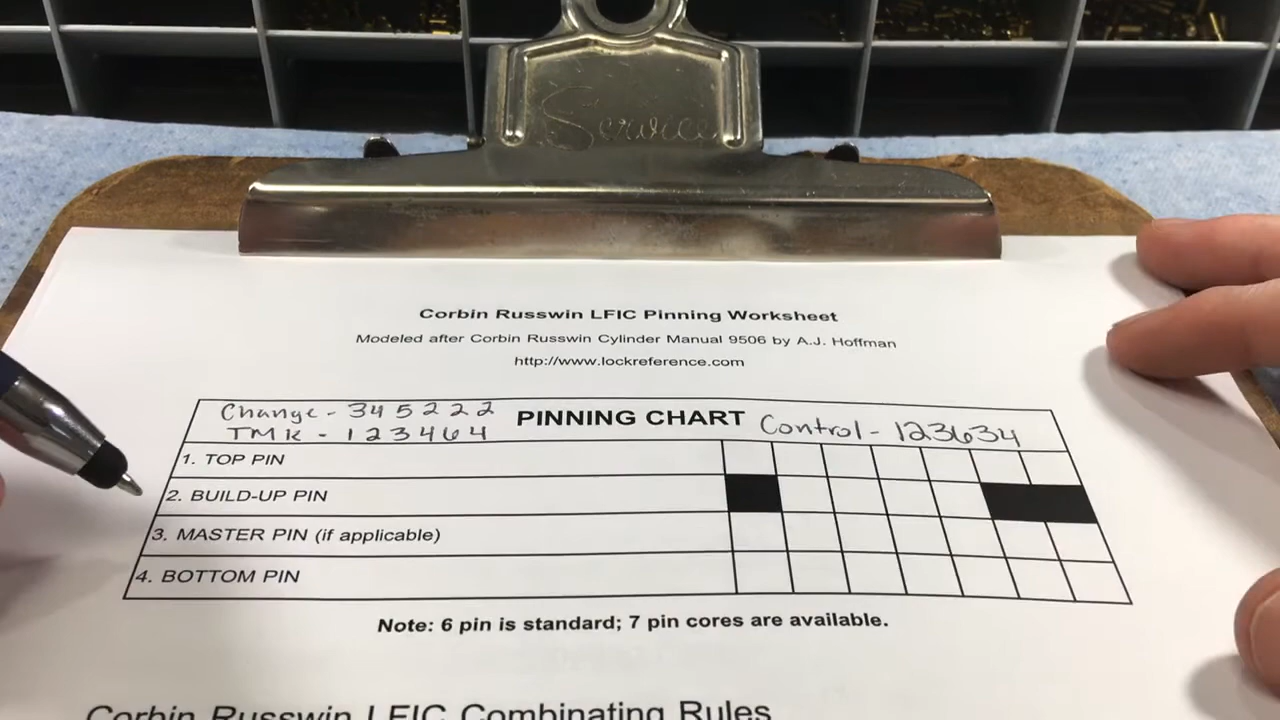 Service
Corbin Russwin LFIC Pinning Worksheet
Modeled after Corbin Russwin Cylinder Manual 9506 by A.J. Hoffman
http://www.lockreference.com
Change - 345222
TMK - 123464
PINNING CHART
Control - 123634
1. TOP PIN
2. BUILD-UP PIN
3. MASTER PIN (if applicable)
4. BOTTOM PIN
Note: 6 pin is standard; 7 pin cores are available.
Corbin Russwin LFIC Combinating Rules